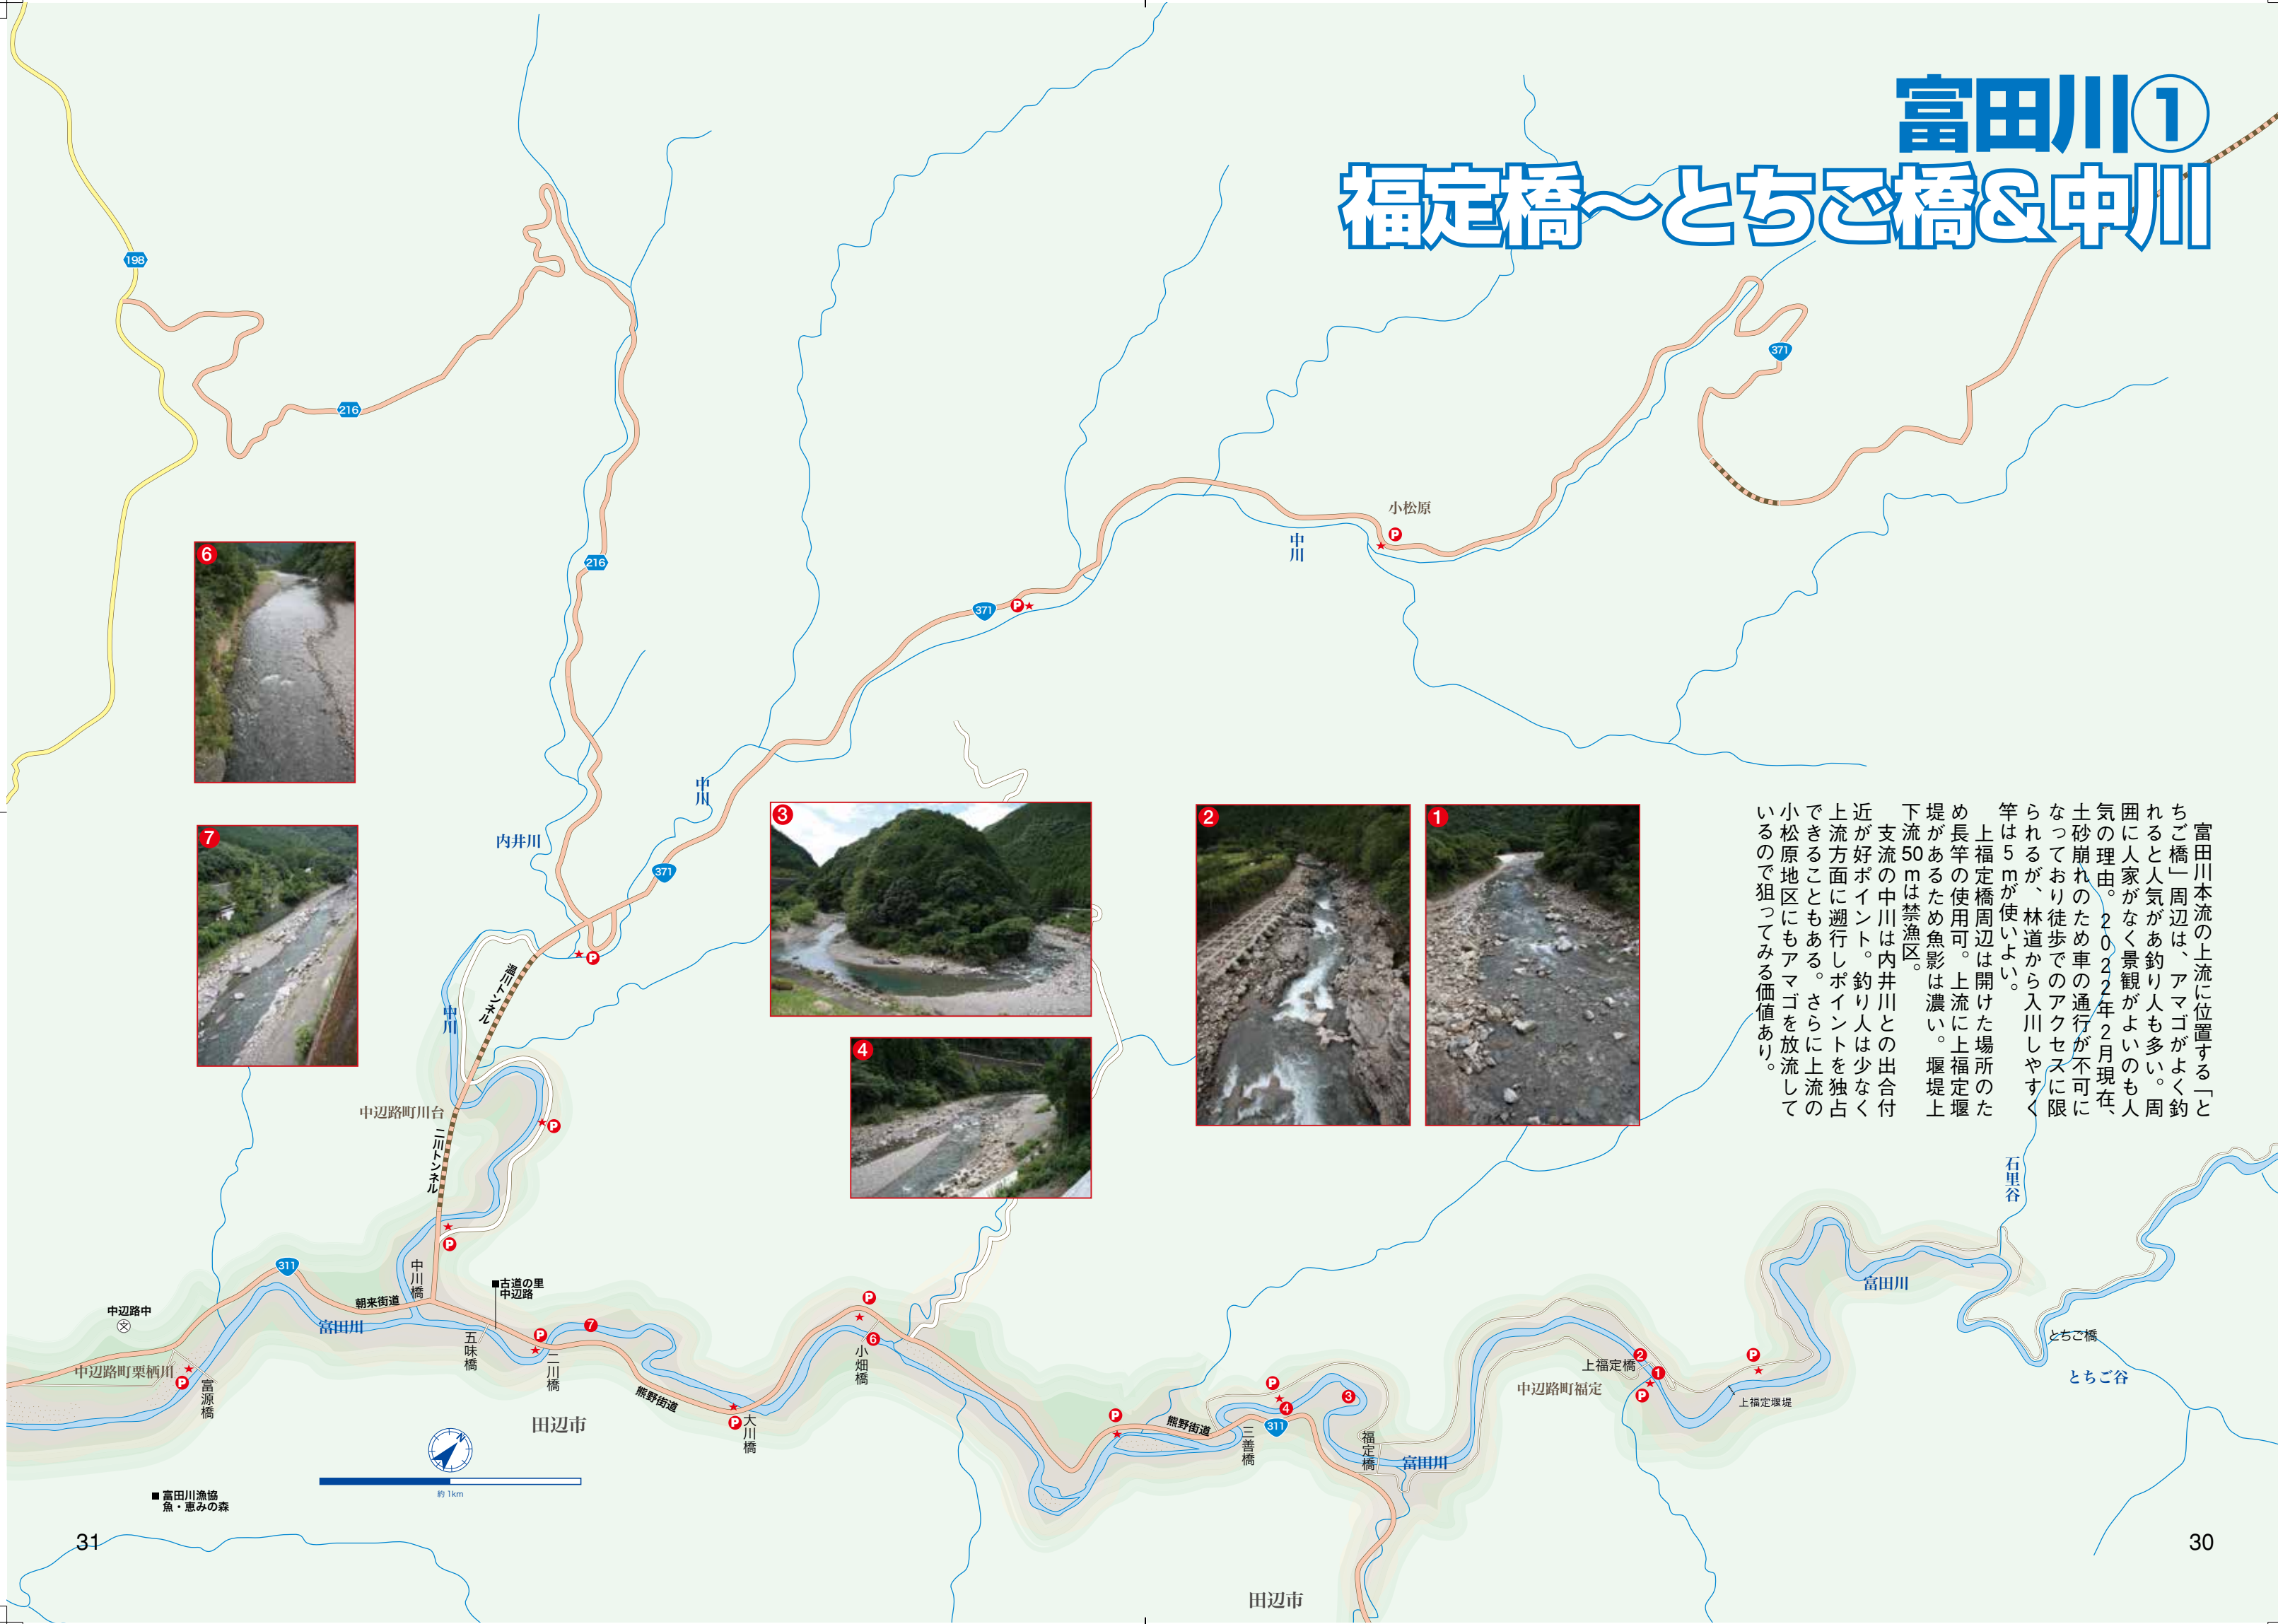 富田川①
福定橋～とちご橋&中川
富田川本流の上流に位置する「と
ちご橋」周辺は、アマゴがよく釣
れると人気があり釣り人も多い。周
囲に人家がなく景観がよいのも人
気の理由。2022年2月現在、
土砂崩れのため車の通行が不可に
なっており徒歩でのアクセスに限
られるが、林道から入川しやすく
竿は5mが使いよい。
上福定橋周辺は開けた場所のた
め長竿の使用可。上流に上福定堰
堤があるため魚影は濃い。堰堤上
下流50mは禁漁区。
支流の中川は内井川との出合付
近が好ポイント。釣り人は少なく
上流方面に遡行しポイントを独占
できることもある。さらに上流の
小松原地区にもアマゴを放流して
いるので狙ってみる価値あり。
198
216
371
小松原
P
中川
216
371
P
6
7
3
4
2
1
中川
内井川
371
P
温川トンネル
中川
中辺路町川台
二川トンネル
P
P
石里谷
富田川
とちご橋
とちご谷
311
中川橋
古道の里
中辺路
朝来街道
中辺路中
文
富田川
五味橋
P
二川橋
7
P
6
小畑橋
中辺路町栗栖川
P
富源橋
熊野街道
P
大川橋
田辺市
P
熊野街道
三善橋
P
4
311
3
福定橋
富田川
中辺路町福定
上福定橋
2
1
P
P
上福定堰堤
N
約1km
富田川漁協
魚・恵みの森
田辺市
31
30